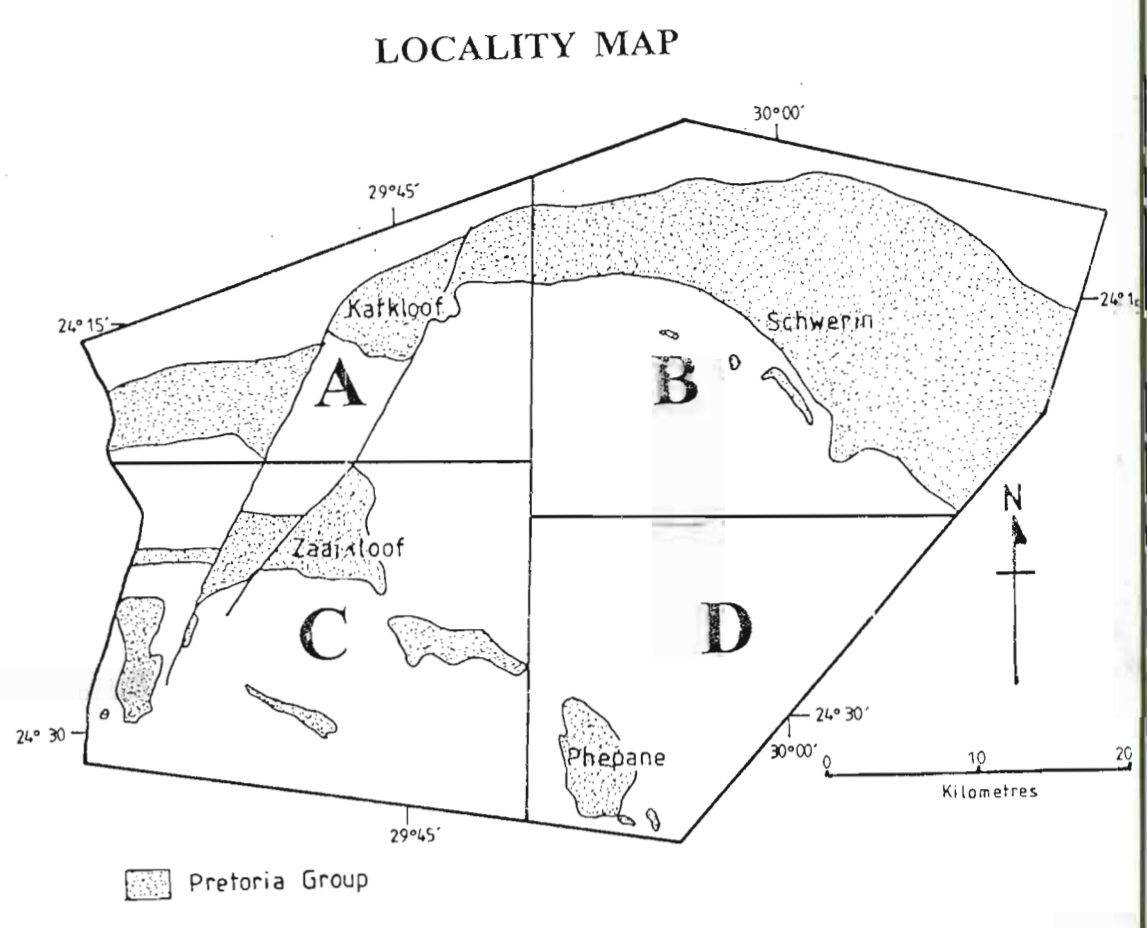 LOCALITY MAP
30°00′
29°45′
24°15′
Katkloof
Schwerin
A
B
N
Zaaikloof
C
D
24° 30
24° 30′
30°00′
Phepane
0 10 20
Kilometres
29°45′
Pretoria Group